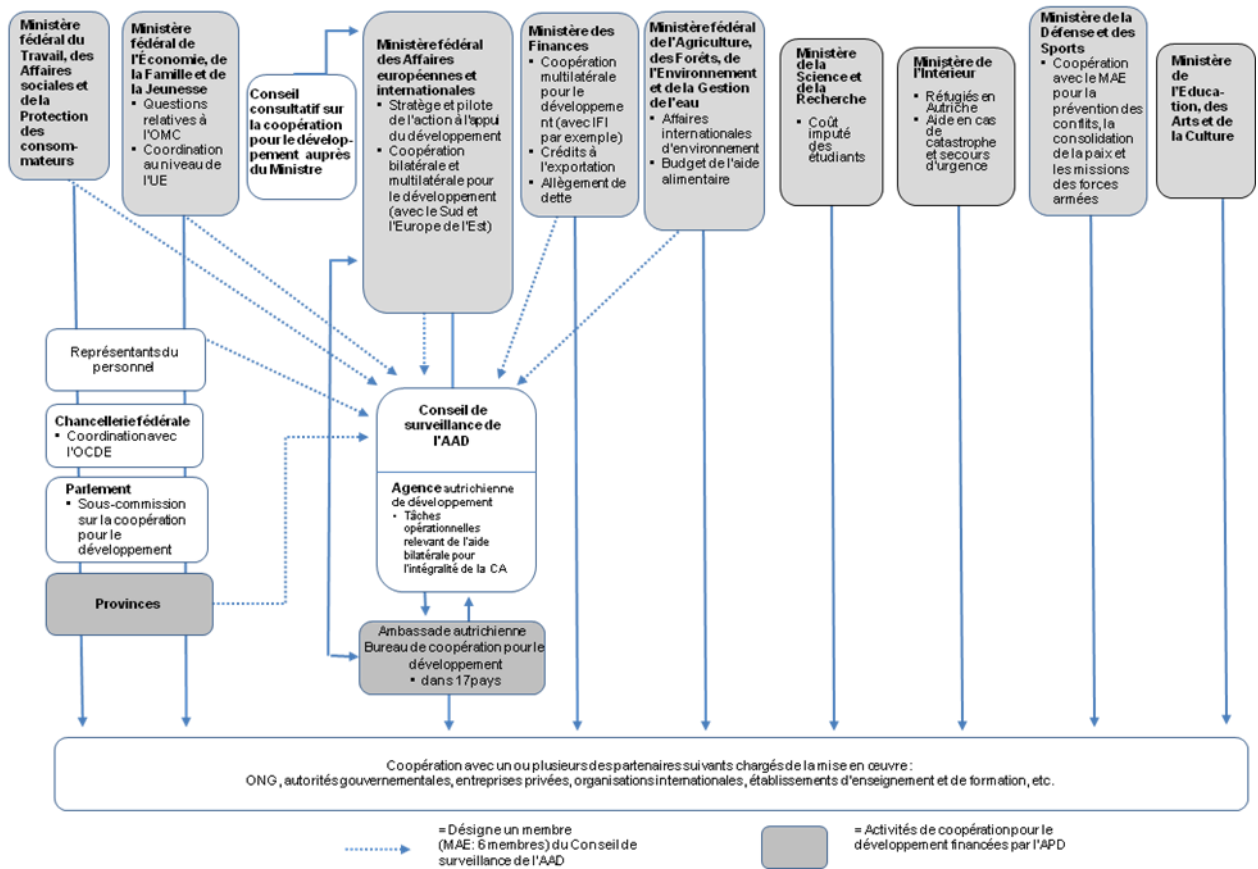 Ministère
fédéral du
Travail, des
Affaires
sociales et
de la
Protection
des
consom-
mateurs
Ministère
fédéral de
l'Économie, de
la Famille et de
la Jeunesse
▪ Questions
relatives à
l'OMC
▪ Coordination
au niveau de
l'UE
Conseil
consultatif sur
la coopération
pour le dévelop-
pement auprès
du Ministre
Ministère fédéral
des Affaires
européennes et
internationales
▪ Stratège et pilote
de l'action à l'appui
du développement
▪ Coopération
bilatérale et
multilatérale pour
le développement
(avec le Sud et
l'Europe de l'Est)
Ministère des
Finances
▪ Coopération
multilatérale
pour le
développeme
nt (avec IFI
par exemple)
▪ Crédits à
l'exportation
▪ Allègement de
dette
Ministère fédéral
de l'Agriculture,
des Forêts, de
l'Environnement
et de la Gestion
de l'eau
▪ Affaires
internationales
d'environnement
▪ Budget de l'aide
alimentaire
Ministère
de la
Science et
de la
Recherche
▪ Coût
imputé
des
étudiants
Ministère de
l'Intérieur
▪ Réfugiés en
Autriche
▪ Aide en cas
de
catastrophe
et secours
d'urgence
Ministère de la
Défense et des
Sports
▪ Coopération
avec le MAE
pour la
prévention des
conflits, la
consolidation
de la paix et
les missions
des forces
armées
Ministère
de
l'Educa-
tion, des
Arts et de
la Culture
Représentants du
personnel
Chancellerie fédérale
▪ Coordination avec
l'OCDE
Parlement
▪ Sous-commission
sur la coopération
pour le
développement
Provinces
Conseil de
surveillance de
l'AAD
Agence autrichienne
de développement
▪ Tâches
opérationnelles
relevant de l'aide
bilatérale pour
l'intégralité de la CA
Ambassade autrichienne
Bureau de coopération pour le
développement
▪ dans 17 pays
Coopération avec un ou plusieurs des partenaires suivants chargés de la mise en œuvre :
ONG, autorités gouvernementales, entreprises privées, organisations internationales, établissements d'enseignement et de formation, etc.
= Désigne un membre
(MAE: 6 membres) du Conseil de
surveillance de l'AAD
= Activités de coopération pour le
développement financées par l'APD